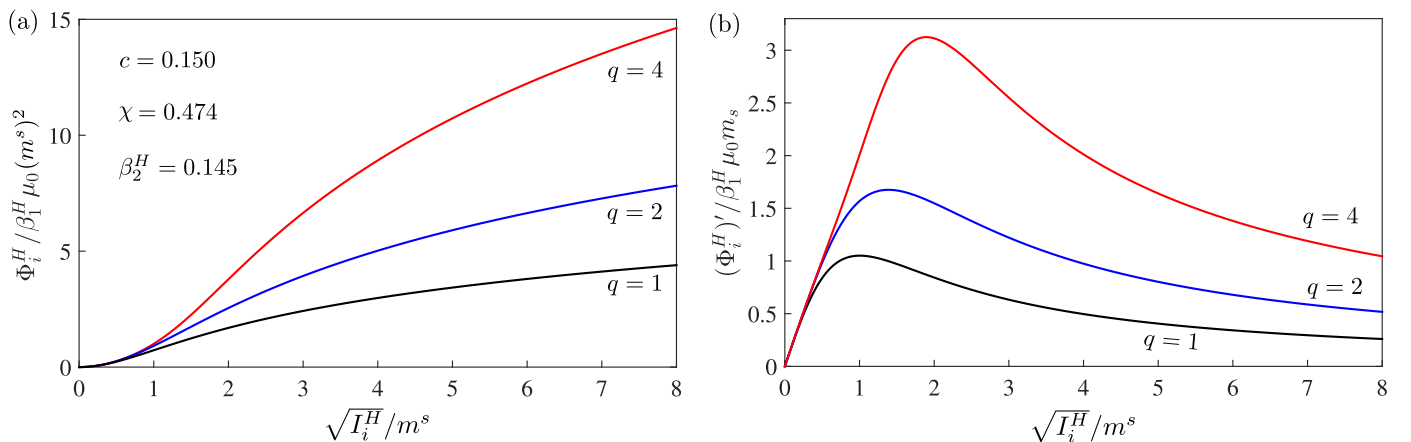 (a)
15
10
5
0
Φ_i^H/β_1^H μ_0(m^s)^2
c = 0.150
χ = 0.474
β_2^H = 0.145
q = 4
q = 2
q = 1
0 1 2 3 4 5 6 7 8
√I_i^H/m^s
(b)
3
2.5
2
1.5
1
0.5
0
(Φ_i^H)′/β_1^H μ_0 m_s
q = 4
q = 2
q = 1
0 1 2 3 4 5 6 7 8
√I_i^H/m^s